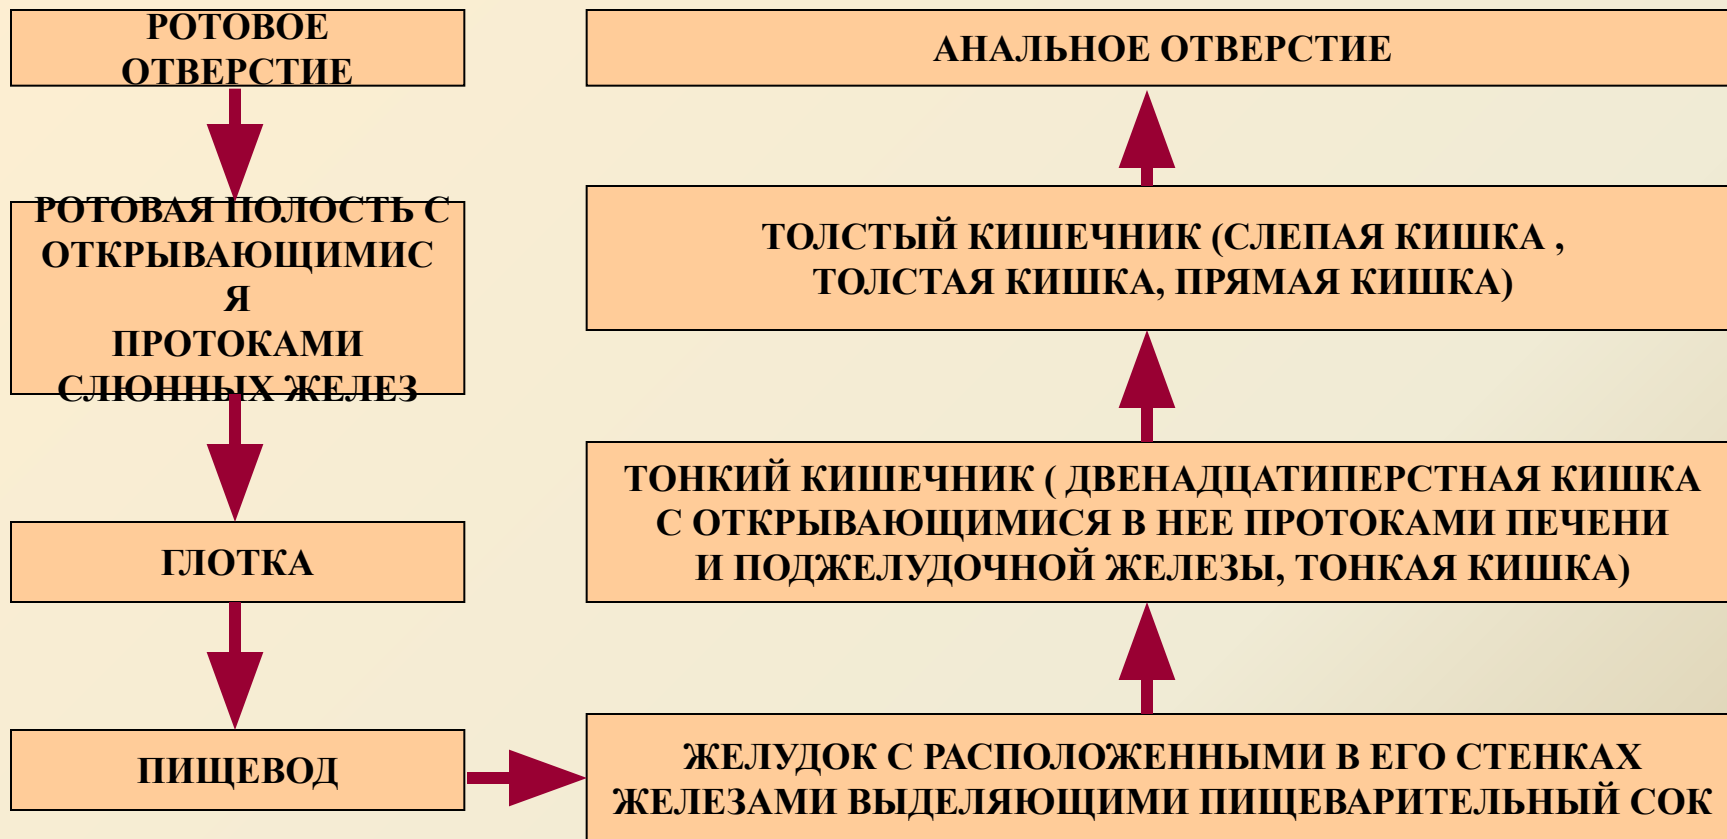 РОТОВОЕ
ОТВЕРСТИЕ
РОТОВАЯ ПОЛОСТЬ С
ОТКРЫВАЮЩИМИС
Я
ПРОТОКАМИ
СЛЮННЫХ ЖЕЛЕЗ
ГЛОТКА
ПИЩЕВОД
ЖЕЛУДОК С РАСПОЛОЖЕННЫМИ В ЕГО СТЕНКАХ
ЖЕЛЕЗАМИ ВЫДЕЛЯЮЩИМИ ПИЩЕВАРИТЕЛЬНЫЙ СОК
ТОНКИЙ КИШЕЧНИК ( ДВЕНАДЦАТИПЕРСТНАЯ КИШКА
С ОТКРЫВАЮЩИМИСЯ В НЕЕ ПРОТОКАМИ ПЕЧЕНИ
И ПОДЖЕЛУДОЧНОЙ ЖЕЛЕЗЫ, ТОНКАЯ КИШКА)
ТОЛСТЫЙ КИШЕЧНИК (СЛЕПАЯ КИШКА ,
ТОЛСТАЯ КИШКА, ПРЯМАЯ КИШКА)
АНАЛЬНОЕ ОТВЕРСТИЕ